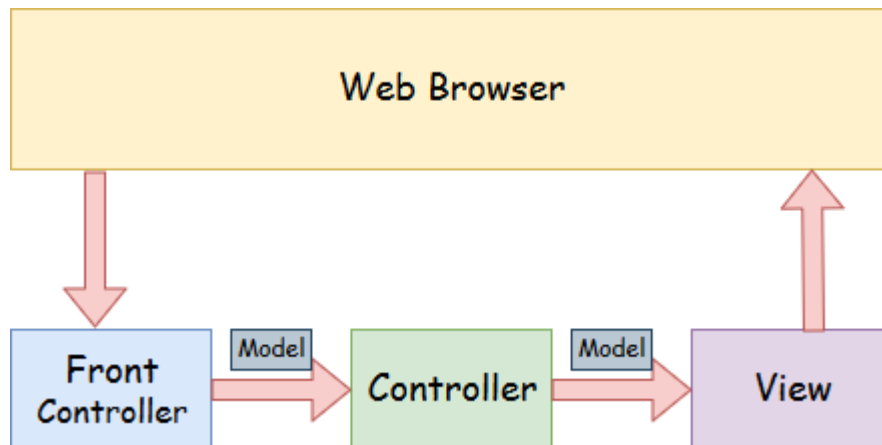 Web Browser
Model
Model
Front
Controller
Controller
View